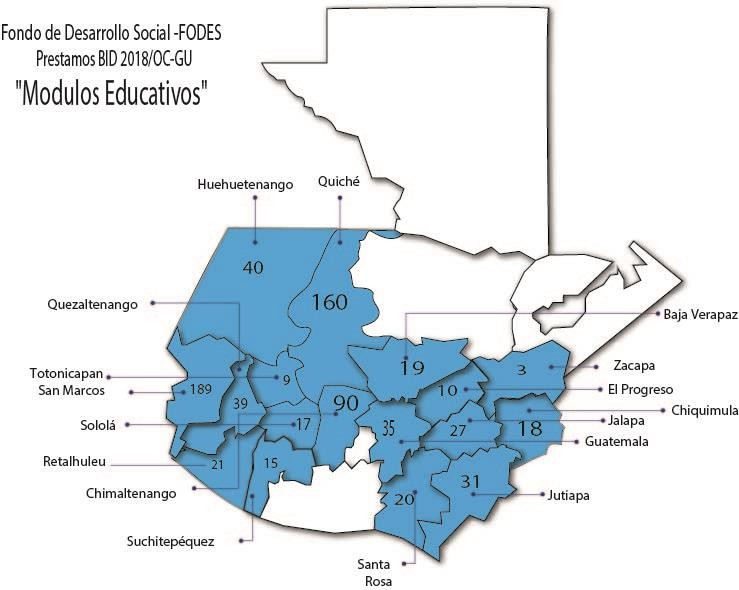 Fondo de Desarrollo Social -FODES
Prestamos BID 2018/OC-GU
"Modulos Educativos"
Huehuetenango
Quiché
40
160
Quezaltenango
Baja Verapaz
Totonicapan
9
19
3
Zacapa
San Marcos
189
39
90
10
El Progreso
Chiquimula
Sololá
17
35
27
18
Jalapa
Guatemala
Retalhuleu
21
15
Chimaltenango
20
31
Jutiapa
Suchitepéquez
Santa
Rosa